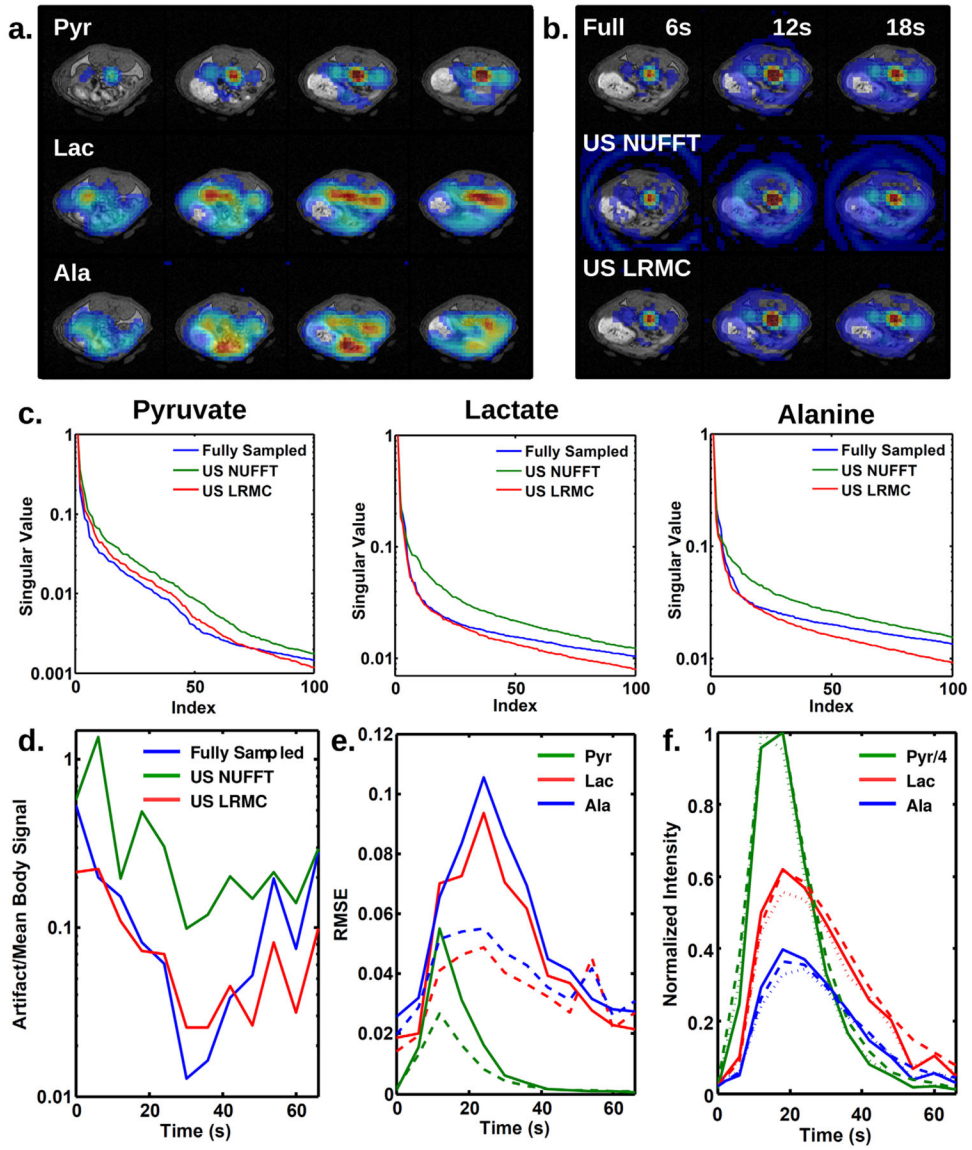 a.
Pyr
Lac
Ala
b.
Full 6s 12s 18s
US NUFFT
US LRMC
c.
Pyruvate
Lactate
Alanine
Singular Value
1
0.1
0.01
0.001
0 50 100
Index
Fully Sampled
US NUFFT
US LRMC
Singular Value
1
0.1
0.01
0 50 100
Index
Fully Sampled
US NUFFT
US LRMC
Singular Value
1
0.1
0.01
0 50 100
Index
Fully Sampled
US NUFFT
US LRMC
d.
Artifact/Mean Body Signal
1
0.1
0.01
0 20 40 60
Time (s)
Fully Sampled
US NUFFT
US LRMC
e.
RMSE
0.12
0.1
0.08
0.06
0.04
0.02
0
0 20 40 60
Time (s)
Pyr
Lac
Ala
f.
Normalized Intensity
1
0.8
0.6
0.4
0.2
0
0 20 40 60
Time (s)
Pyr/4
Lac
Ala